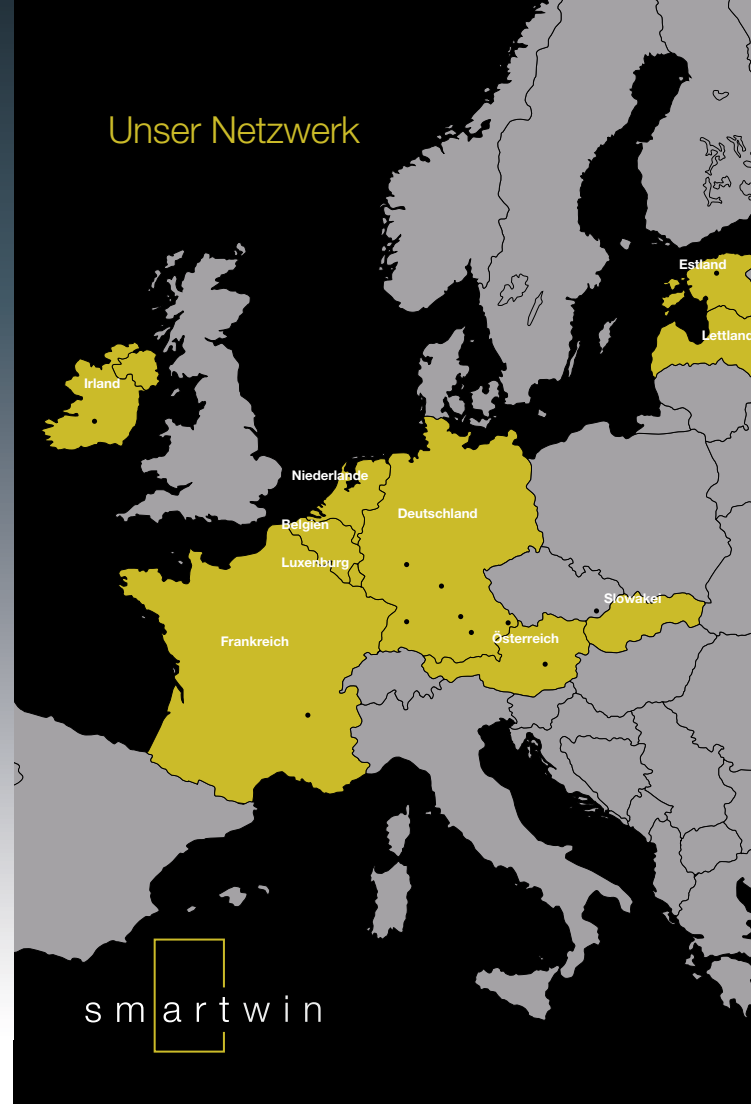 Unser Netzwerk
Estland
Lettland
Irland
Niederlande
Deutschland
Belgien
Luxenburg
Slowakei
Österreich
Frankreich
smartwin